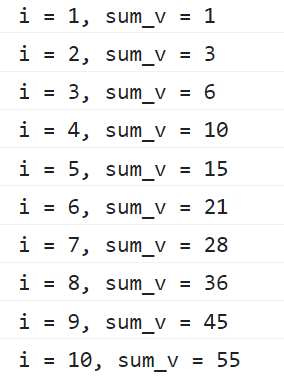 i = 1, sum_v = 1
i = 2, sum_v = 3
i = 3, sum_v = 6
i = 4, sum_v = 10
i = 5, sum_v = 15
i = 6, sum_v = 21
i = 7, sum_v = 28
i = 8, sum_v = 36
i = 9, sum_v = 45
i = 10, sum_v = 55